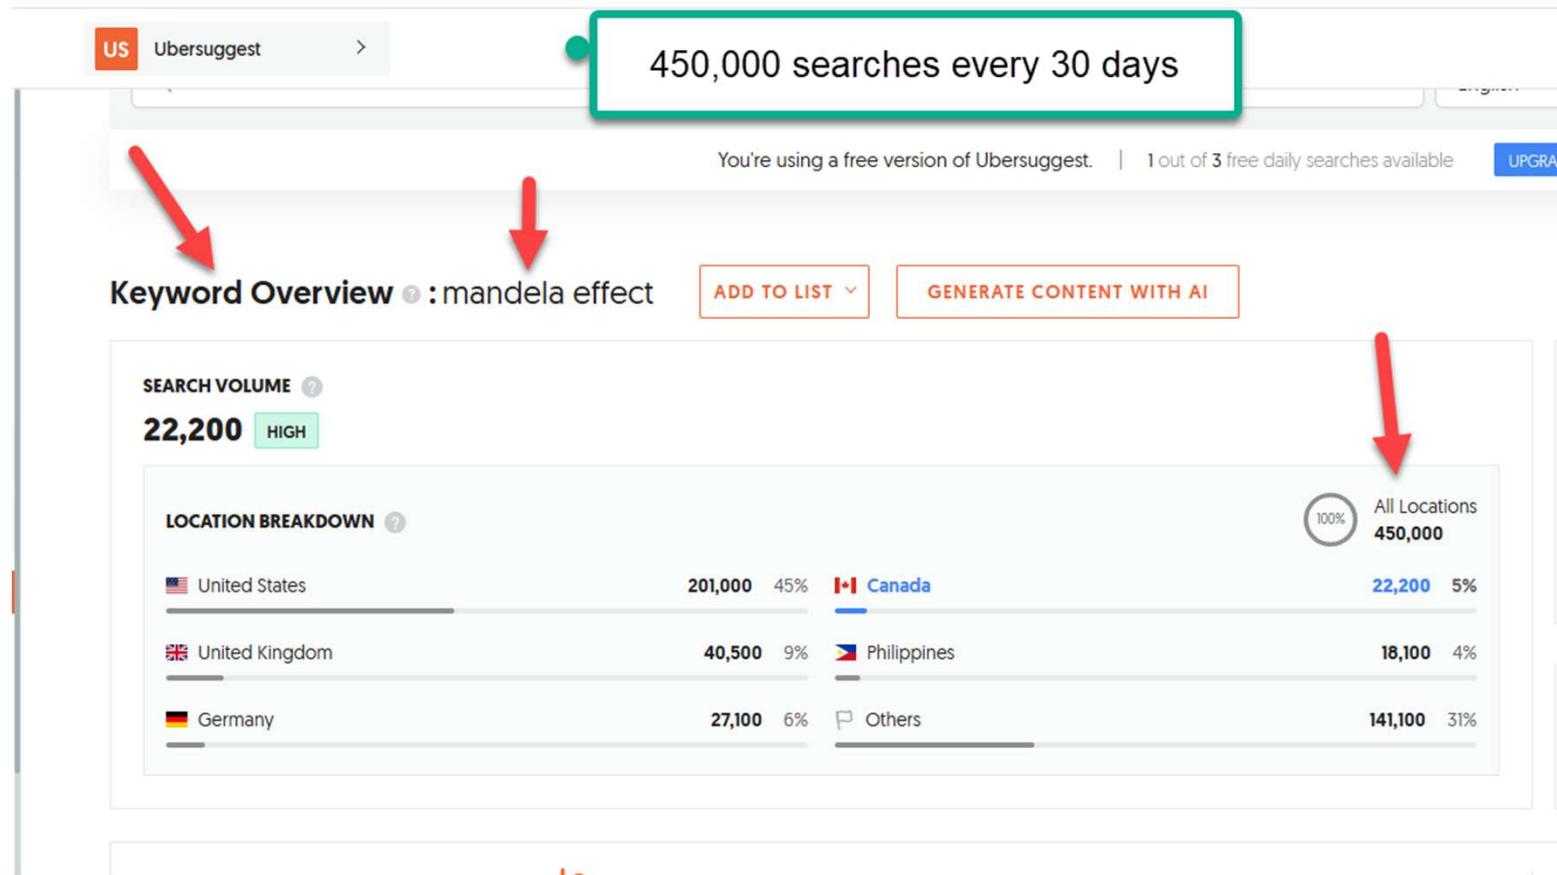 US Ubersuggest
450,000 searches every 30 days
You're using a free version of Ubersuggest. | 1 out of 3 free daily searches available
Keyword Overview ? : mandela effect
ADD TO LIST
GENERATE CONTENT WITH AI
SEARCH VOLUME ?
22,200 HIGH
LOCATION BREAKDOWN ?
100% All Locations
450,000
United States 201,000 45%
Canada 22,200 5%
United Kingdom 40,500 9%
Philippines 18,100 4%
Germany 27,100 6%
Others 141,100 31%